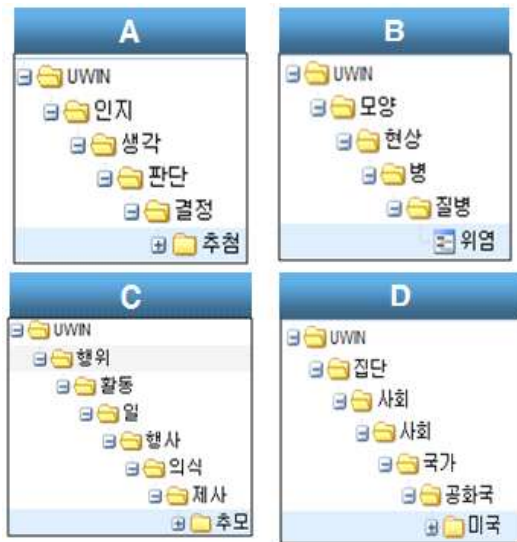 A
UWIN
인지
생각
판단
결정
추첨
B
UWIN
모양
현상
병
질병
위염
C
UWIN
행위
활동
일
행사
의식
제사
추모
D
UWIN
집단
사회
사회
국가
공화국
미국